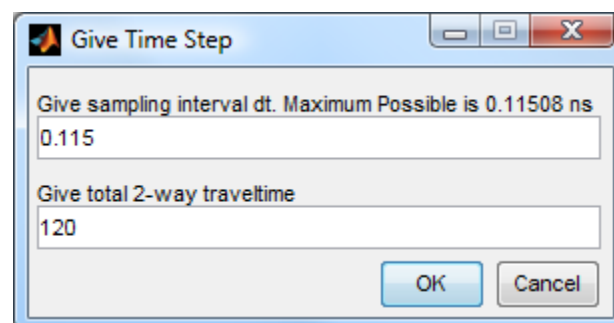 Give Time Step
Give sampling interval dt. Maximum Possible is 0.11508 ns
0.115
Give total 2-way traveltime
120
OK Cancel